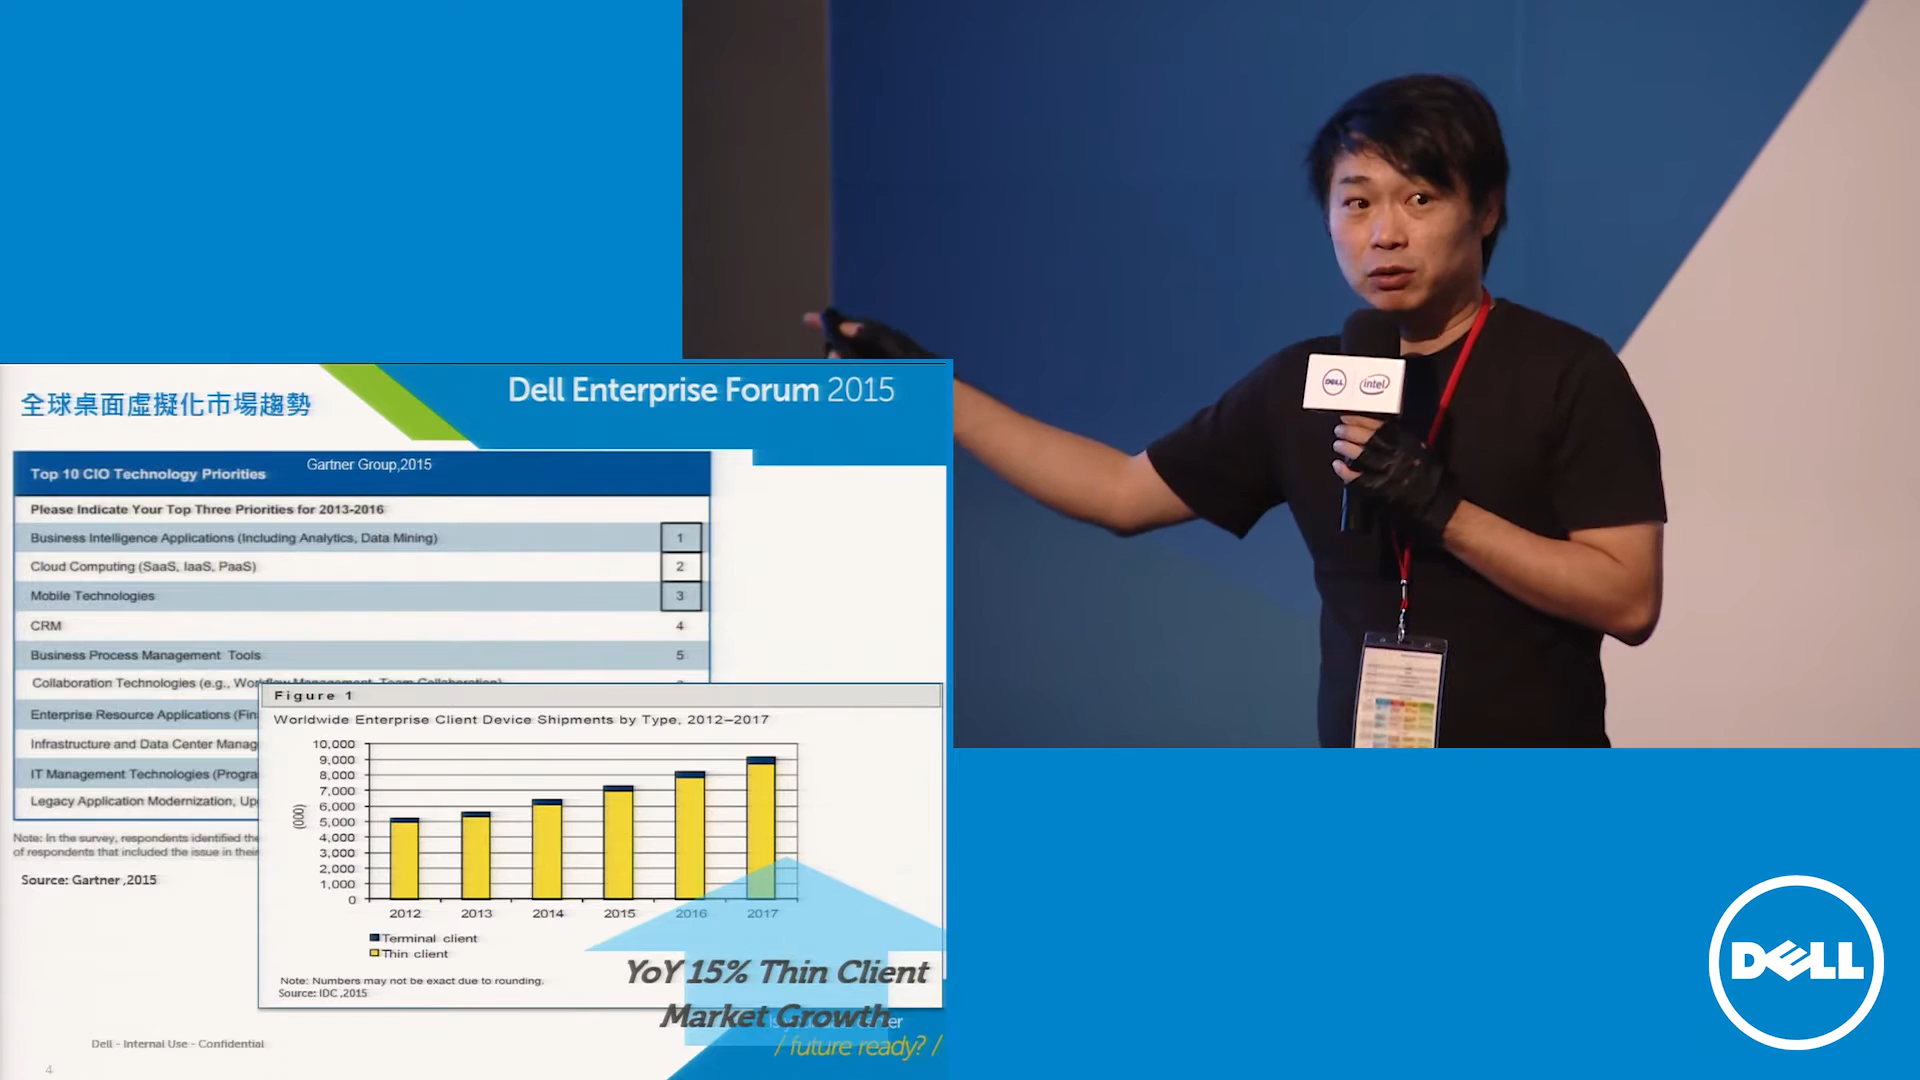 DELL
intel
全球桌面虛擬化市場趨勢
Dell Enterprise Forum 2015
Top 10 CIO Technology Priorities
Gartner Group,2015
Please Indicate Your Top Three Priorities for 2013-2016
Business Intelligence Applications (Including Analytics, Data Mining) 1
Cloud Computing (SaaS, IaaS, PaaS) 2
Mobile Technologies 3
CRM 4
Business Process Management Tools 5
Collaboration Technologies (e.g., Workflow Management, Team Collaboration)
Enterprise Resource Applications (Fin
Infrastructure and Data Center Manag
IT Management Technologies (Progra
Legacy Application Modernization, Up
Note: In the survey, respondents identified the
of respondents that included the issue in their
Source: Gartner ,2015
Figure 1
Worldwide Enterprise Client Device Shipments by Type, 2012–2017
10,000
9,000
8,000
7,000
6,000
5,000
4,000
3,000
2,000
1,000
0
(000)
2012 2013 2014 2015 2016 2017
Terminal client
Thin client
Note: Numbers may not be exact due to rounding.
Source: IDC ,2015
YoY 15% Thin Client
Market Growth
/ future ready? /
Dell - Internal Use - Confidential
4
DELL